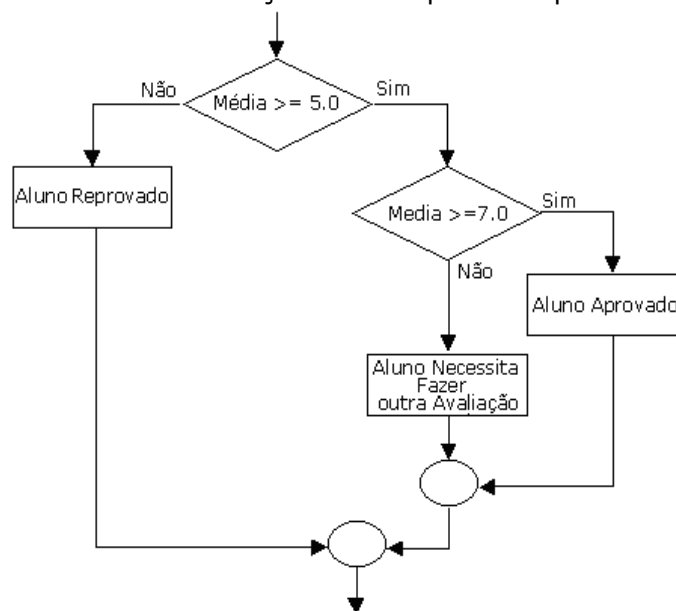 Não
Média >= 5.0
Sim
Aluno Reprovado
Media >=7.0
Sim
Não
Aluno Aprovado
Aluno Necessita
Fazer
outra Avaliação